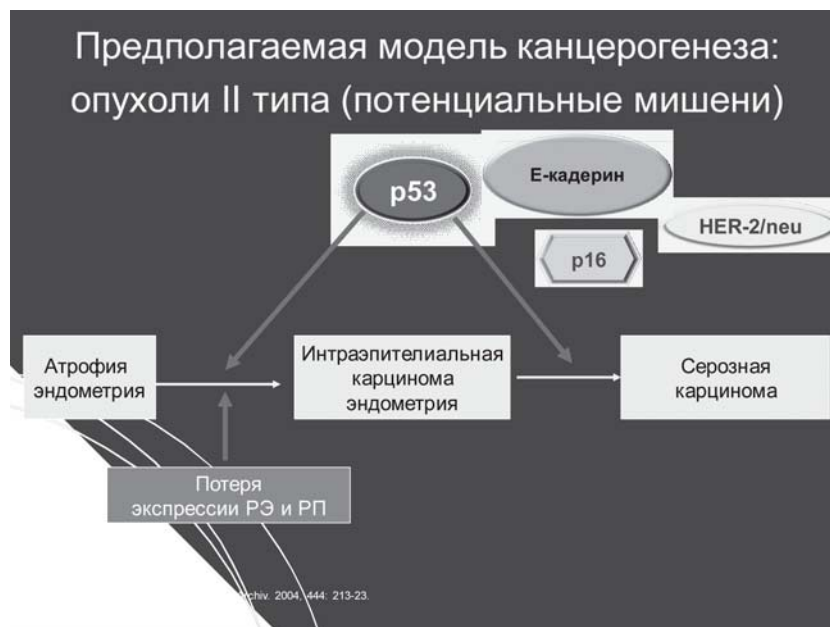 Предполагаемая модель канцерогенеза:
опухоли II типа (потенциальные мишени)
p53
Е-кадерин
HER-2/neu
p16
Атрофия
эндометрия
Интраэпителиальная
карцинома
эндометрия
Серозная
карцинома
Потеря
экспрессии РЭ и РП
2004, 444: 213-23.